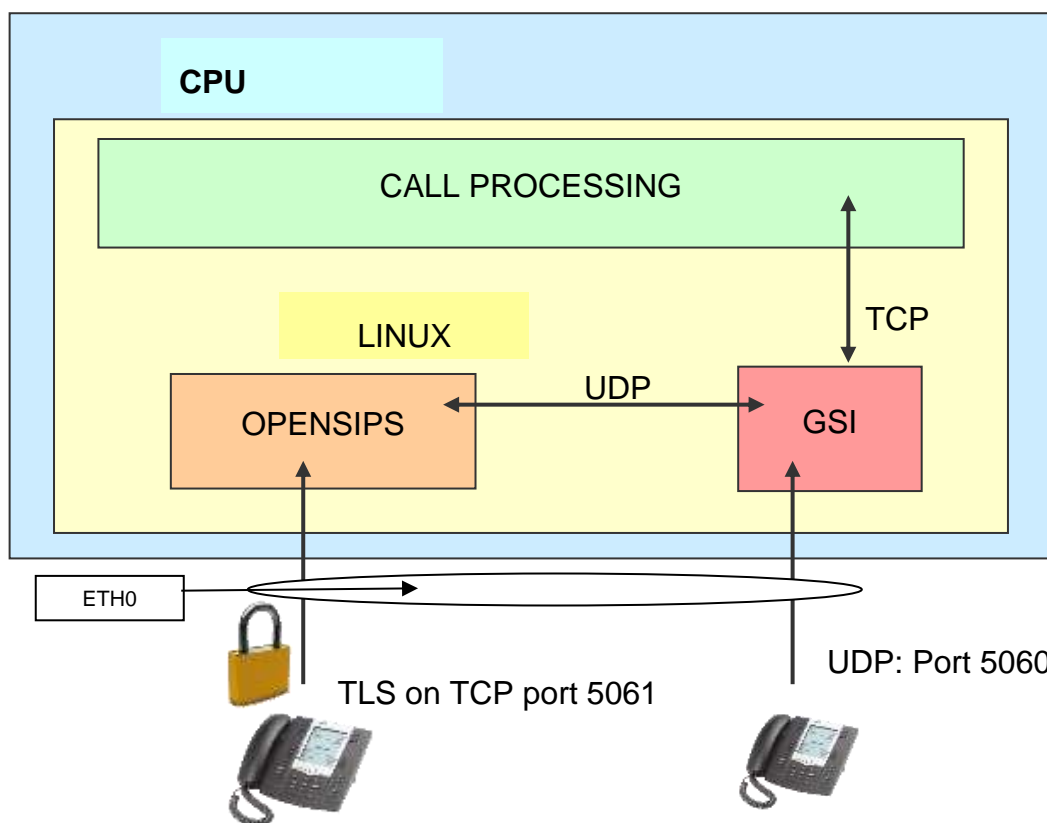 CPU
CALL PROCESSING
TCP
LINUX
UDP
OPENSIPS
GSI
ETH0
UDP: Port 5060
TLS on TCP port 5061